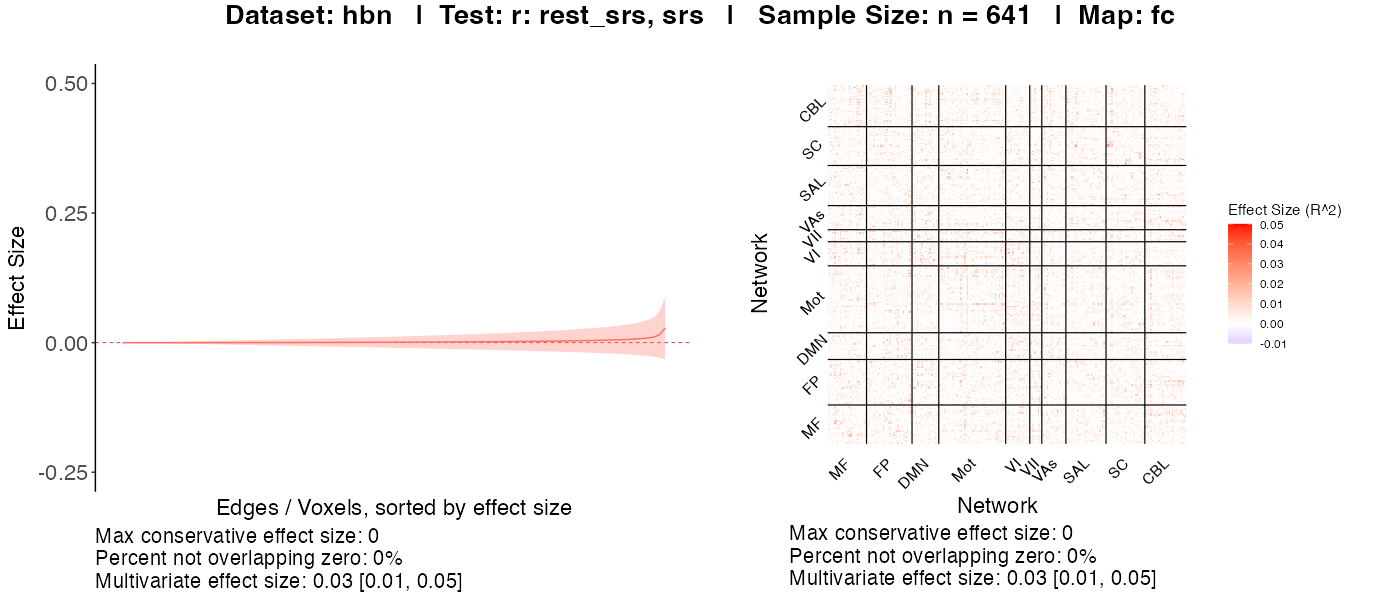 Dataset: hbn | Test: r: rest_srs, srs | Sample Size: n = 641 | Map: fc
0.50
0.25
0.00
-0.25
Effect Size
Edges / Voxels, sorted by effect size
Max conservative effect size: 0
Percent not overlapping zero: 0%
Multivariate effect size: 0.03 [0.01, 0.05]
Network
CBL
SC
SAL
VAs
VII
VI
Mot
DMN
FP
MF
MF FP DMN Mot VI VII VAs SAL SC CBL
Network
Max conservative effect size: 0
Percent not overlapping zero: 0%
Multivariate effect size: 0.03 [0.01, 0.05]
Effect Size (R^2)
0.05
0.04
0.03
0.02
0.01
0.00
-0.01